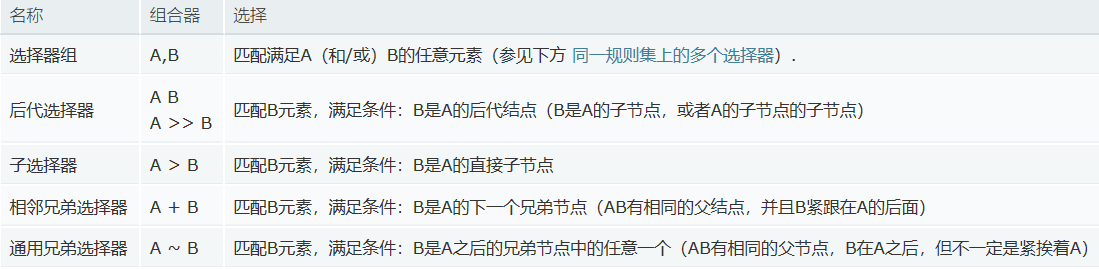 名称 组合器 选择
选择器组 A,B 匹配满足A（和/或）B的任意元素（参见下方 同一规则集上的多个选择器）.
后代选择器 A B
A >> B 匹配B元素，满足条件：B是A的后代结点（B是A的子节点，或者A的子节点的子节点）
子选择器 A > B 匹配B元素，满足条件：B是A的直接子节点
相邻兄弟选择器 A + B 匹配B元素，满足条件：B是A的下一个兄弟节点（AB有相同的父结点，并且B紧跟在A的后面）
通用兄弟选择器 A ~ B 匹配B元素，满足条件：B是A之后的兄弟节点中的任意一个（AB有相同的父节点，B在A之后，但不一定是紧挨着A）